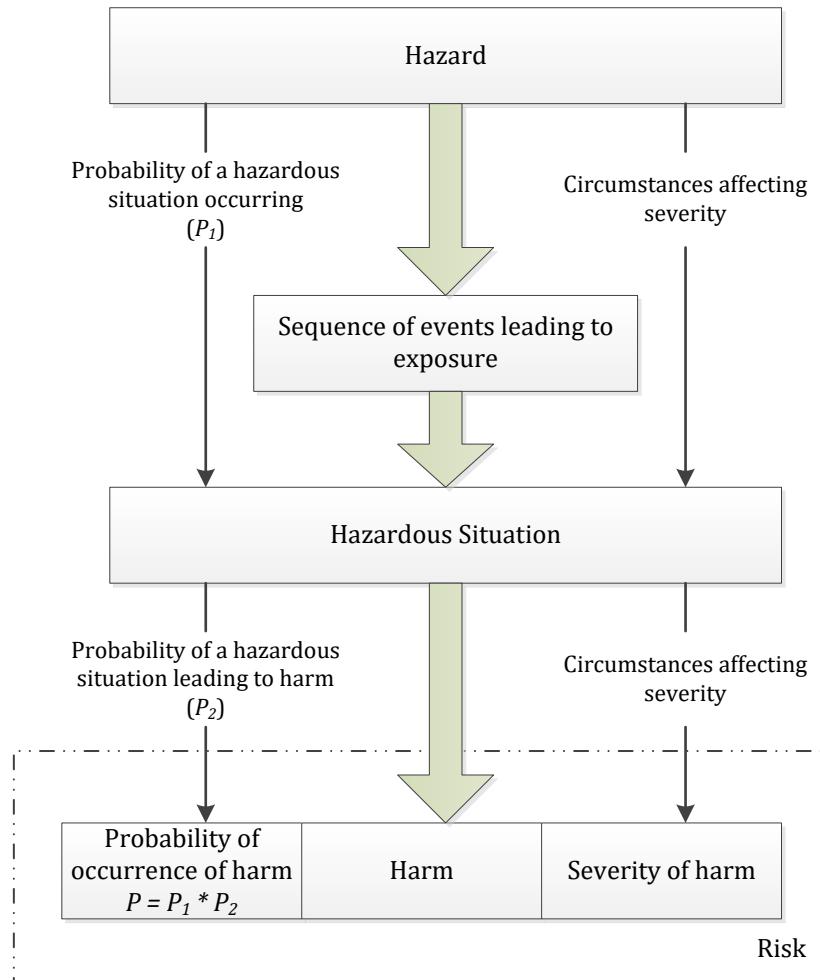 Hazard
Probability of a hazardous
situation occurring
(P₁)
Circumstances affecting
severity
Sequence of events leading to
exposure
Hazardous Situation
Probability of a hazardous
situation leading to harm
(P₂)
Circumstances affecting
severity
Probability of
occurrence of harm
P = P₁ * P₂
Harm
Severity of harm
Risk